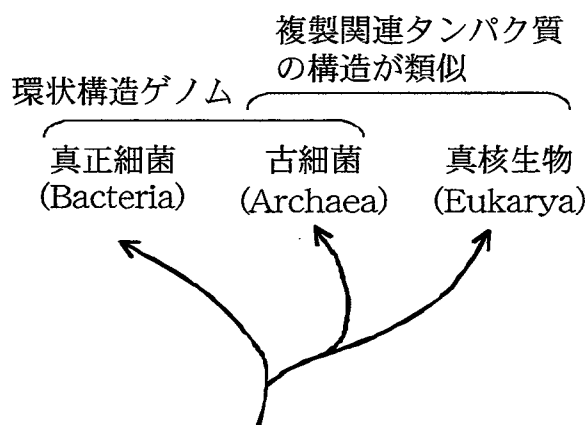 複製関連タンパク質
の構造が類似
環状構造ゲノム
真正細菌 古細菌 真核生物
(Bacteria) (Archaea) (Eukarya)